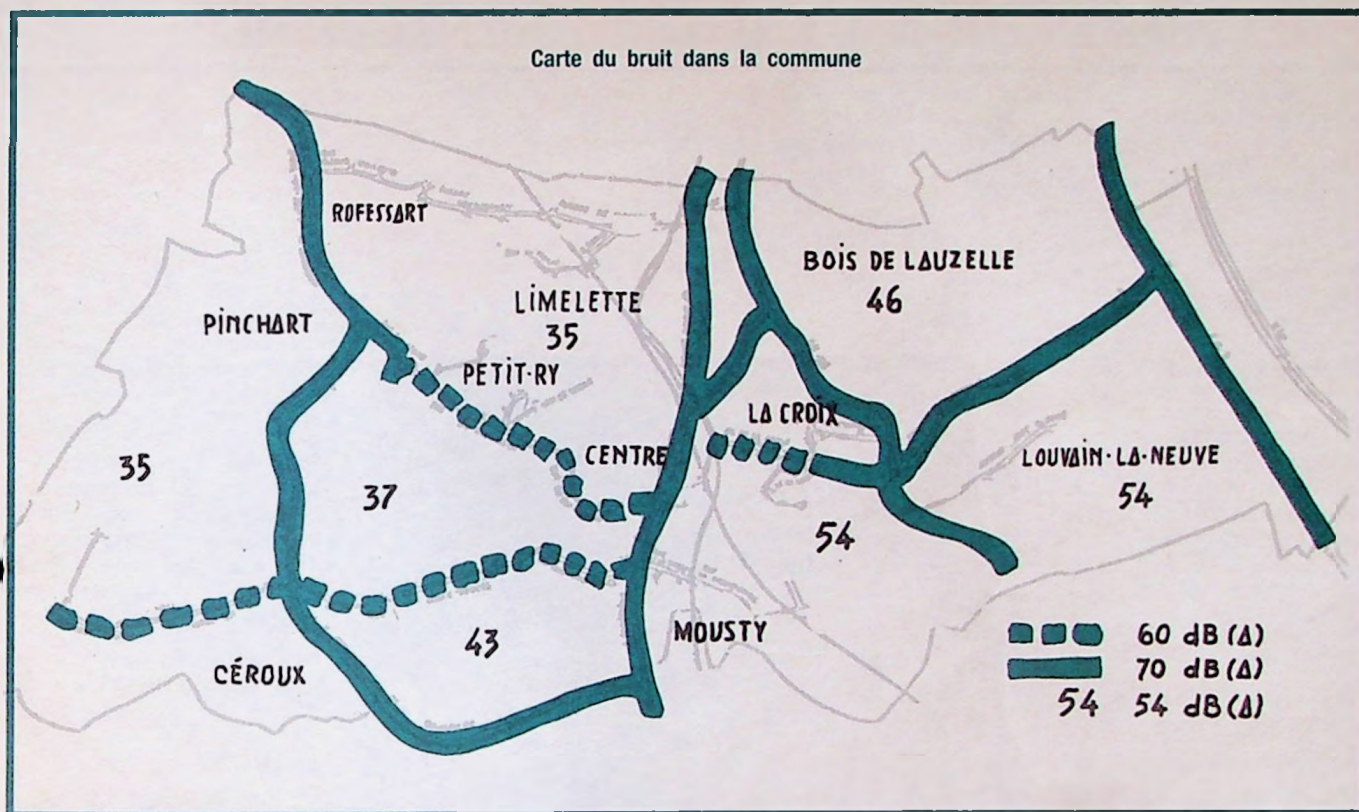 Carte du bruit dans la commune
ROFESSART
BOIS DE LAUZELLE
46
LIMELETTE
35
PINCHART
PETIT-RY
LA CROIX
CENTRE
LOUVAIN-LA-NEUVE
54
35
37
54
60 dB (A)
MOUSTY
43
70 dB (A)
CÉROUX
54 54 dB (A)